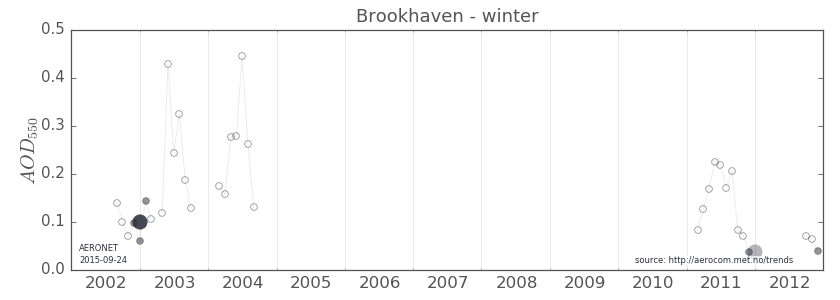 Brookhaven - winter
0.5
0.4
0.3
0.2
0.1
0.0
AOD550
AERONET
2015-09-24
source: http://aerocom.met.no/trends
2002 2003 2004 2005 2006 2007 2008 2009 2010 2011 2012